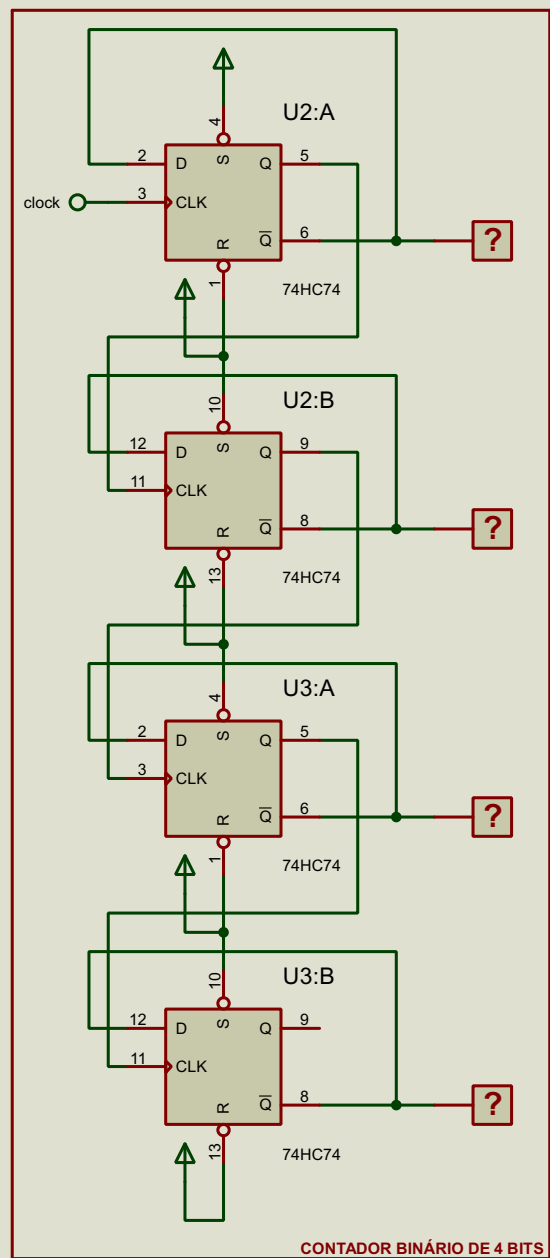 U2:A
4
2 D S Q 5
clock 3 CLK
R Q 6 ?
1
74HC74
U2:B
10
12 D S Q 9
11 CLK
R Q 8 ?
13
74HC74
U3:A
4
2 D S Q 5
3 CLK
R Q 6 ?
1
74HC74
U3:B
10
12 D S Q 9
11 CLK
R Q 8 ?
13
74HC74
CONTADOR BINÁRIO DE 4 BITS